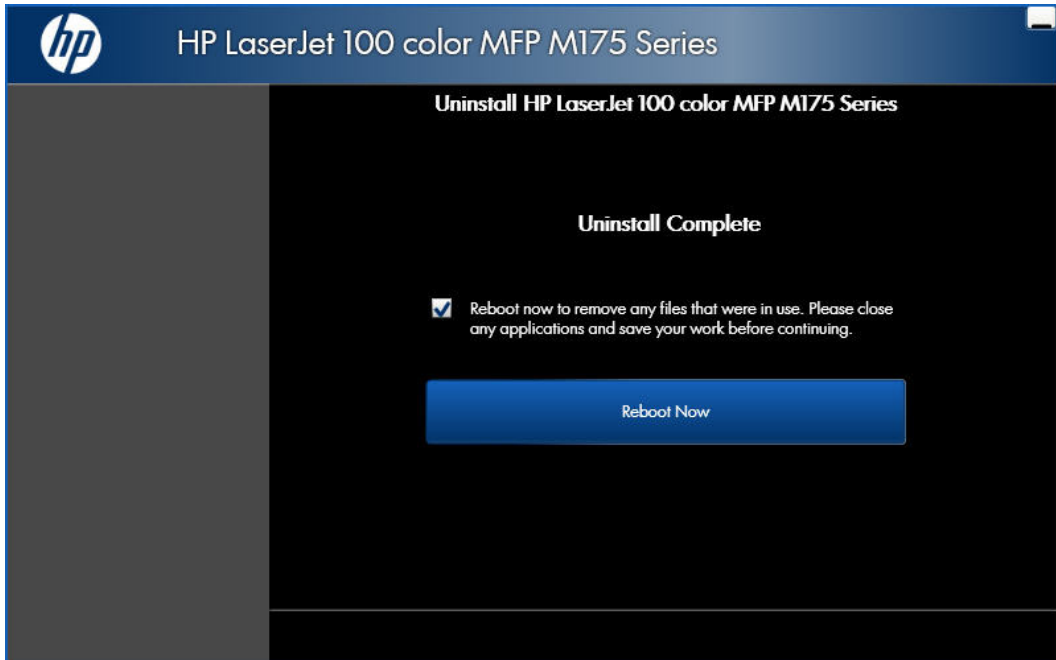 hp
HP LaserJet 100 color MFP M175 Series
Uninstall HP LaserJet 100 color MFP M175 Series
Uninstall Complete
Reboot now to remove any files that were in use. Please close
any applications and save your work before continuing.
Reboot Now